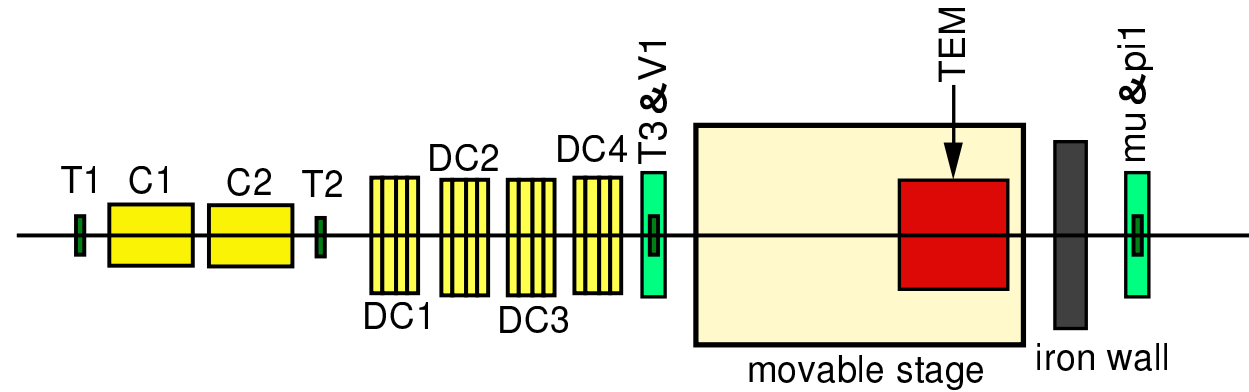 T1
C1
C2
T2
DC1
DC2
DC3
DC4
T3 & V1
TEM
movable stage
iron wall
mu & pi1